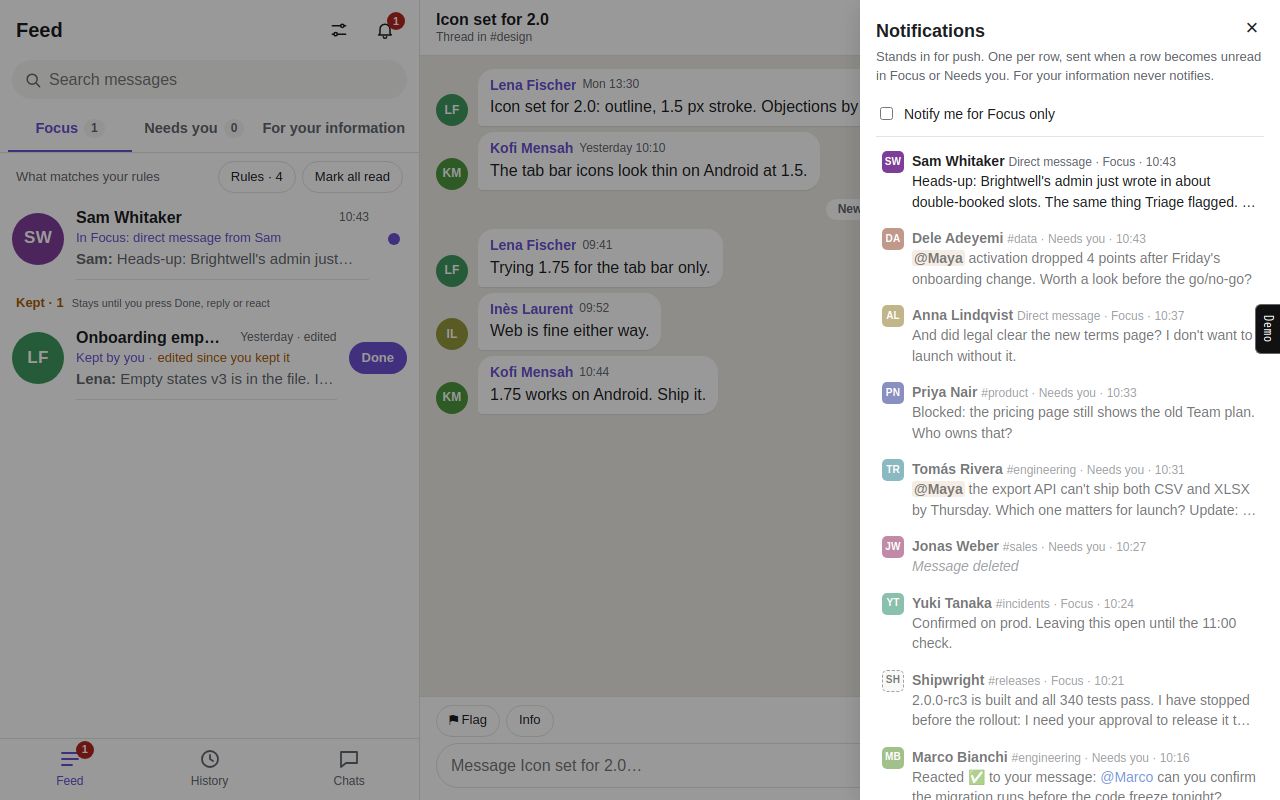 Feed
1
Search messages
Focus 1
Needs you 0
For your information
What matches your rules
Rules · 4
Mark all read
SW
Sam Whitaker
10:43
In Focus: direct message from Sam
Sam: Heads-up: Brightwell's admin just…
Kept · 1 Stays until you press Done, reply or react
LF
Onboarding emp…
Yesterday · edited
Kept by you · edited since you kept it
Lena: Empty states v3 is in the file. I…
Done
1
Feed
History
Chats
Icon set for 2.0
Thread in #design
LF
Lena Fischer Mon 13:30
Icon set for 2.0: outline, 1.5 px stroke. Objections by
KM
Kofi Mensah Yesterday 10:10
The tab bar icons look thin on Android at 1.5.
New
LF
Lena Fischer 09:41
Trying 1.75 for the tab bar only.
IL
Inès Laurent 09:52
Web is fine either way.
KM
Kofi Mensah 10:44
1.75 works on Android. Ship it.
Flag
Info
Message Icon set for 2.0…
Notifications
Stands in for push. One per row, sent when a row becomes unread
in Focus or Needs you. For your information never notifies.
Notify me for Focus only
SW
Sam Whitaker Direct message · Focus · 10:43
Heads-up: Brightwell's admin just wrote in about
double-booked slots. The same thing Triage flagged. …
DA
Dele Adeyemi #data · Needs you · 10:43
@Maya activation dropped 4 points after Friday's
onboarding change. Worth a look before the go/no-go?
AL
Anna Lindqvist Direct message · Focus · 10:37
And did legal clear the new terms page? I don't want to
launch without it.
PN
Priya Nair #product · Needs you · 10:33
Blocked: the pricing page still shows the old Team plan.
Who owns that?
TR
Tomás Rivera #engineering · Needs you · 10:31
@Maya the export API can't ship both CSV and XLSX
by Thursday. Which one matters for launch? Update: …
JW
Jonas Weber #sales · Needs you · 10:27
Message deleted
YT
Yuki Tanaka #incidents · Focus · 10:24
Confirmed on prod. Leaving this open until the 11:00
check.
SH
Shipwright #releases · Focus · 10:21
2.0.0-rc3 is built and all 340 tests pass. I have stopped
before the rollout: I need your approval to release it t…
MB
Marco Bianchi #engineering · Needs you · 10:16
Reacted ✅ to your message: @Marco can you confirm
the migration runs before the code freeze tonight?
Demo